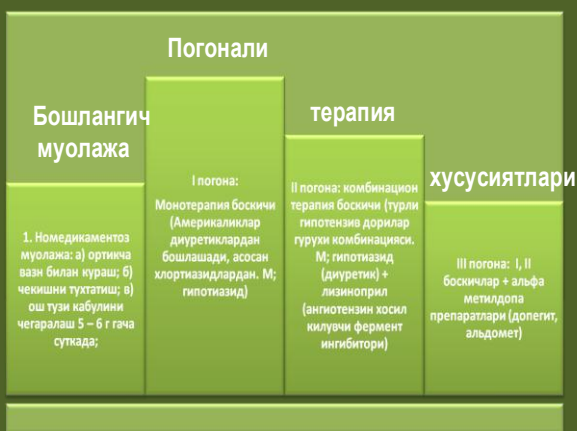 Погонали
Бошлангич
муолажа
терапия
хусусиятлари
1. Номедикаментоз
муолажа: а) ортикча
вазн билан кураш; б)
чекишни тухтатиш; в)
ош тузи кабулини
чегаралаш 5 – 6 г гача
суткада;
I погона:
Монотерапия боскичи
(Америкаликлар
диуретиклардан
бошлашади, асосан
хлортиазидлардан. М;
гипотиазид)
II погона: комбинацион
терапия боскичи (турли
гипотензив дорилар
гурухи комбинацияси.
М; гипотиазид
(диуретик) +
лизиноприл
(ангиотензин хосил
килувчи фермент
ингибитори)
III погона: I, II
боскичлар + альфа
метилдопа
препаратлари (допегит,
альдомет)